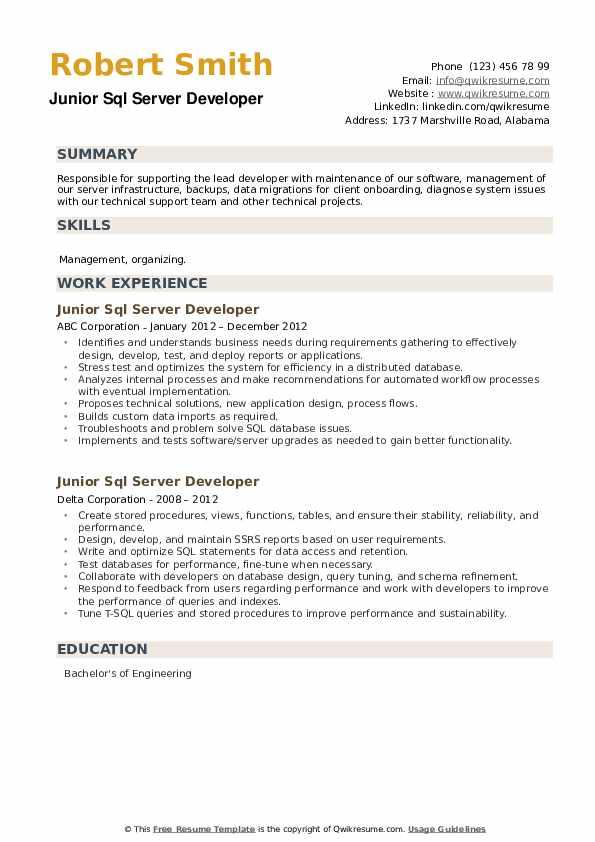 Robert Smith
Junior Sql Server Developer
Phone (123) 456 78 99
Email: info@qwikresume.com
Website : www.qwikresume.com
LinkedIn: linkedin.com/qwikresume
Address: 1737 Marshville Road, Alabama
SUMMARY
Responsible for supporting the lead developer with maintenance of our software, management of
our server infrastructure, backups, data migrations for client onboarding, diagnose system issues
with our technical support team and other technical projects.
SKILLS
Management, organizing.
WORK EXPERIENCE
Junior Sql Server Developer
ABC Corporation - January 2012 – December 2012
• Identifies and understands business needs during requirements gathering to effectively
design, develop, test, and deploy reports or applications.
• Stress test and optimizes the system for efficiency in a distributed database.
• Analyzes internal processes and make recommendations for automated workflow processes
with eventual implementation.
• Proposes technical solutions, new application design, process flows.
• Builds custom data imports as required.
• Troubleshoots and problem solve SQL database issues.
• Implements and tests software/server upgrades as needed to gain better functionality.
Junior Sql Server Developer
Delta Corporation - 2008 – 2012
• Create stored procedures, views, functions, tables, and ensure their stability, reliability, and
performance.
• Design, develop, and maintain SSRS reports based on user requirements.
• Write and optimize SQL statements for data access and retention.
• Test databases for performance, fine-tune when necessary.
• Collaborate with developers on database design, query tuning, and schema refinement.
• Respond to feedback from users regarding performance and work with developers to improve
the performance of queries and indexes.
• Tune T-SQL queries and stored procedures to improve performance and sustainability.
EDUCATION
Bachelor's of Engineering
© This Free Resume Template is the copyright of Qwikresume.com. Usage Guidelines